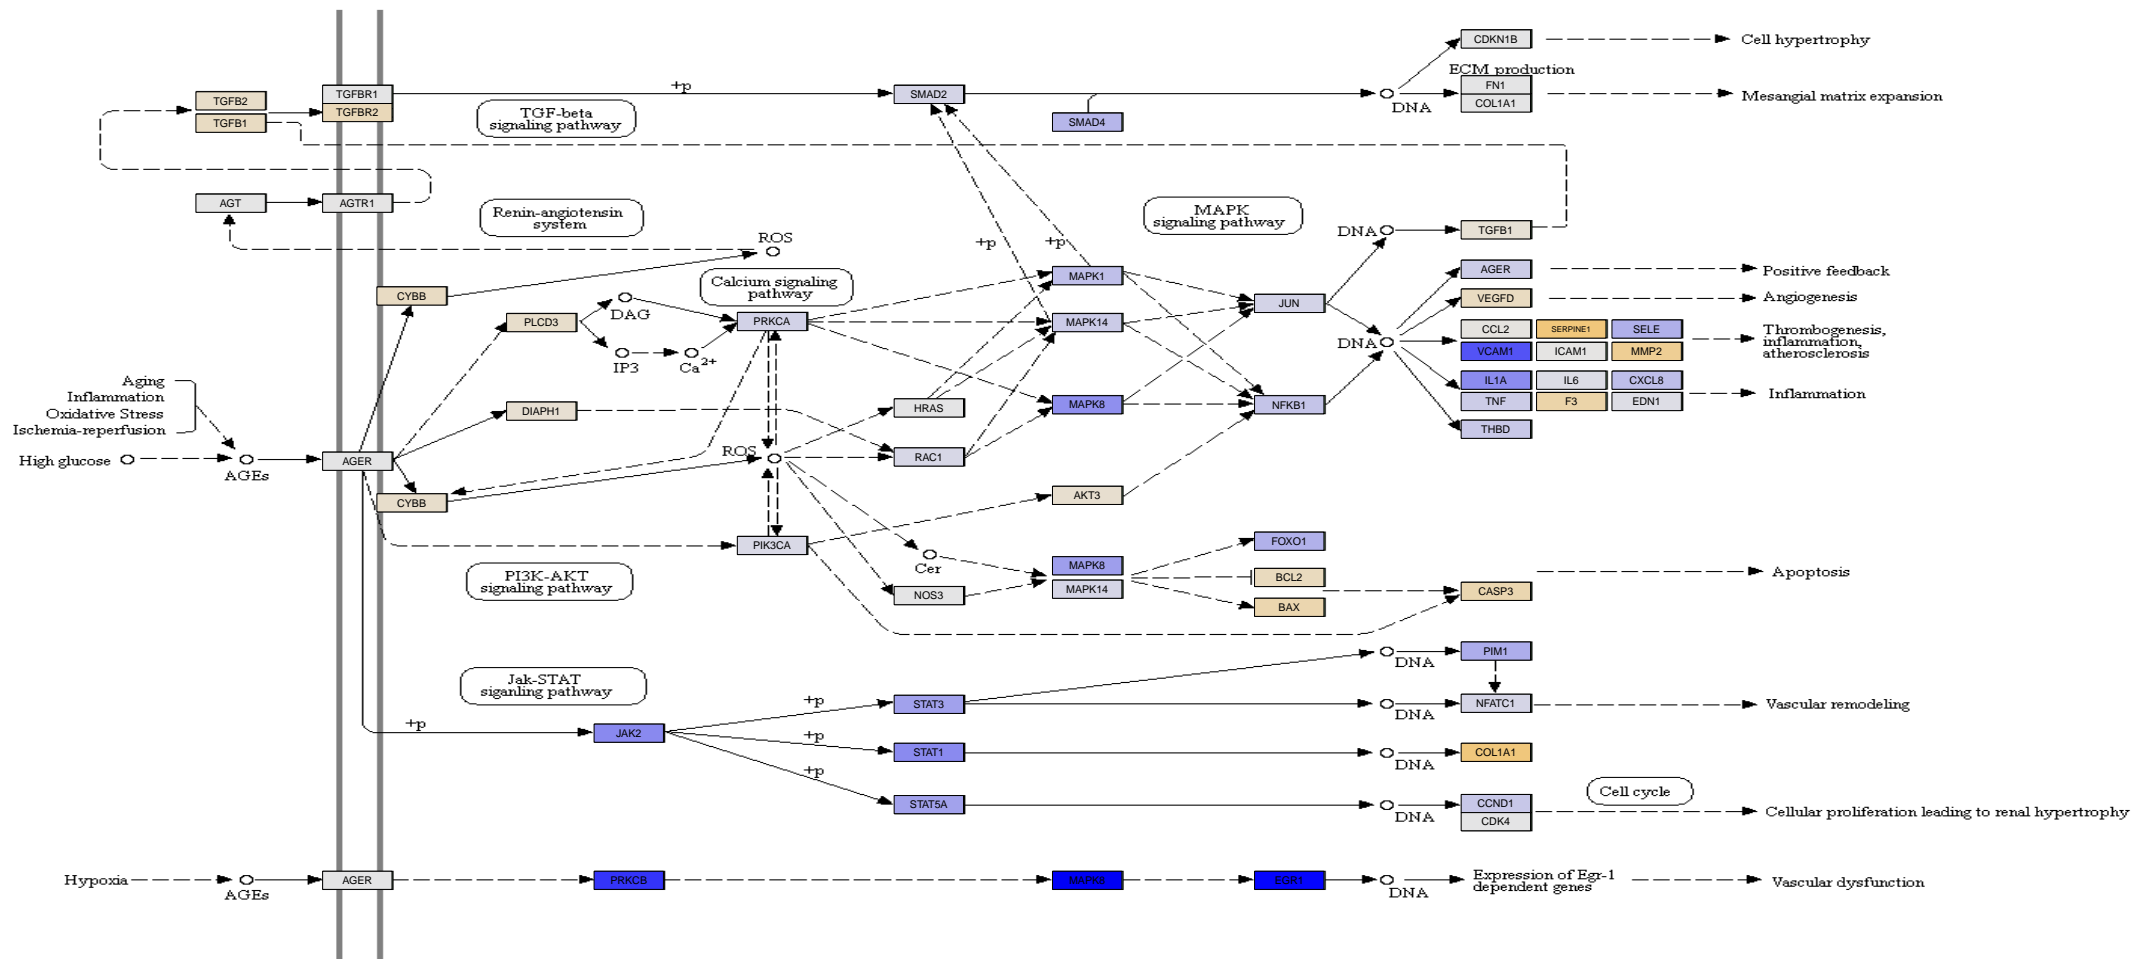 CDKN1B
Cell hypertrophy
ECM production
+p
TGFB2
TGFBR1
SMAD2
FN1
Mesangial matrix expansion
TGFBR2
COL1A1
DNA
TGFB1
TGF-beta
signaling pathway
SMAD4
AGT
AGTR1
Renin-angiotensin
system
MAPK
signaling pathway
ROS
+p
+p
DNA
TGFB1
Calcium signaling
pathway
MAPK1
AGER
Positive feedback
CYBB
DAG
JUN
VEGFD
Angiogenesis
PLCD3
PRKCA
MAPK14
CCL2
SERPINE1
SELE
Thrombogenesis,
inflammation,
atherosclerosis
DNA
VCAM1
ICAM1
MMP2
IP3
Ca2+
Aging
Inflammation
Oxidative Stress
Ischemia-reperfusion
IL1A
IL6
CXCL8
Inflammation
DIAPH1
HRAS
MAPK8
NFKB1
TNF
F3
EDN1
THBD
High glucose
AGEs
AGER
ROS
RAC1
CYBB
AKT3
PIK3CA
FOXO1
Cer
MAPK8
PI3K-AKT
signaling pathway
MAPK14
BCL2
Apoptosis
NOS3
BAX
CASP3
DNA
PIM1
Jak-STAT
siganling pathway
+p
STAT3
DNA
NFATC1
Vascular remodeling
+p
JAK2
+p
STAT1
DNA
COL1A1
+p
STAT5A
DNA
CCND1
CDK4
Cell cycle
Cellular proliferation leading to renal hypertrophy
Hypoxia
AGEs
AGER
PRKCB
EGR1
DNA
Expression of Egr-1
dependent genes
Vascular dysfunction